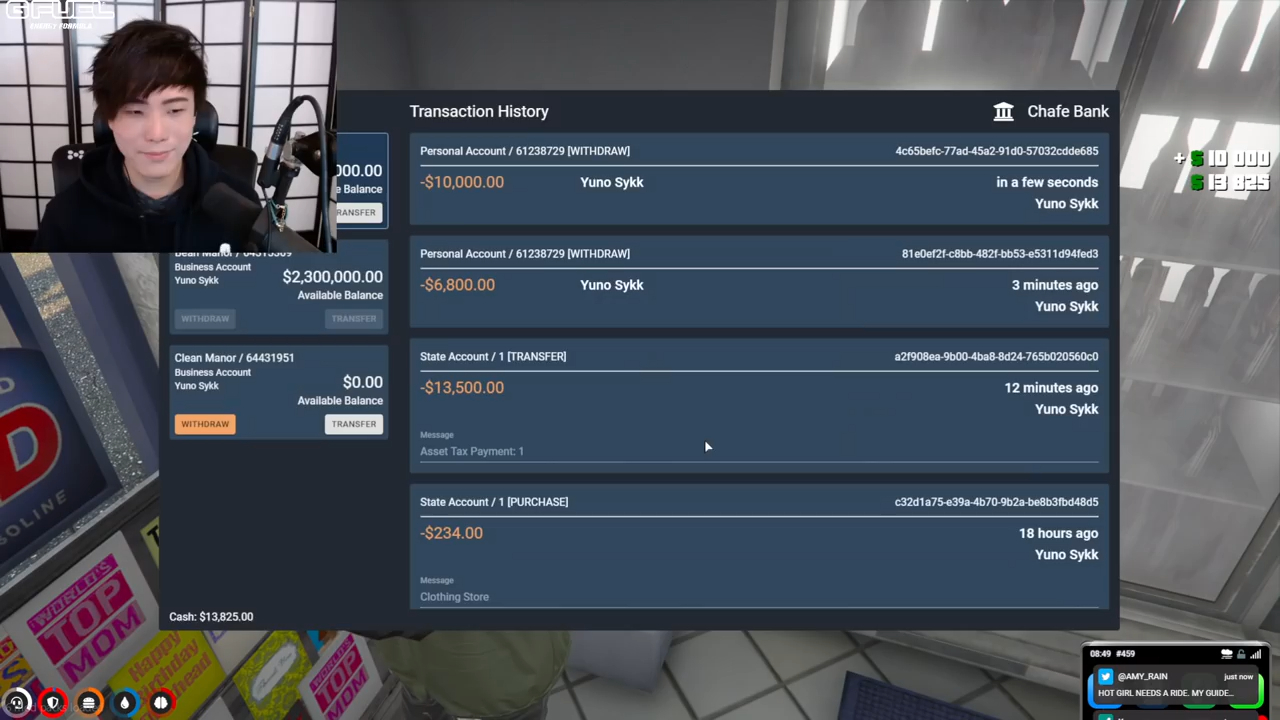 G FUEL
ENERGY FORMULA
Transaction History
Chafe Bank
Personal Account / 61238729 [WITHDRAW]
4c65befc-77ad-45a2-91d0-57032cdde685
-$10,000.00
Yuno Sykk
in a few seconds
Yuno Sykk
Personal Account / 61238729 [WITHDRAW]
81e0ef2f-c8bb-482f-bb53-e5311d94fed3
-$6,800.00
Yuno Sykk
3 minutes ago
Yuno Sykk
State Account / 1 [TRANSFER]
a2f908ea-9b00-4ba8-8d24-765b020560c0
-$13,500.00
12 minutes ago
Yuno Sykk
Message
Asset Tax Payment: 1
State Account / 1 [PURCHASE]
c32d1a75-e39a-4b70-9b2a-be8b3fbd48d5
-$234.00
18 hours ago
Yuno Sykk
Message
Clothing Store
000.00
e Balance
RANSFER
Business Account
Yuno Sykk
$2,300,000.00
Available Balance
WITHDRAW
TRANSFER
Clean Manor / 64431951
Business Account
Yuno Sykk
$0.00
Available Balance
WITHDRAW
TRANSFER
Cash: $13,825.00
+ $ 10 000
$ 13 825
WORLD'S
TOP
MOM
Happy
Birthday
08:49 #459
@AMY_RAIN
just now
HOT GIRL NEEDS A RIDE. MY GUIDE...